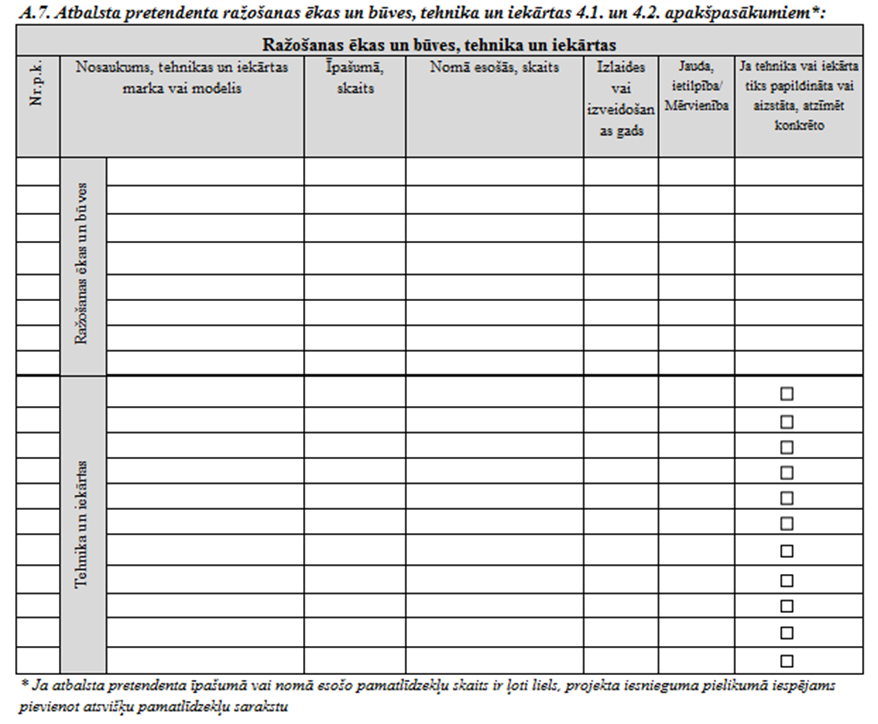 A.7. Atbalsta pretendenta ražošanas ēkas un būves, tehnika un iekārtas 4.1. un 4.2. apakšpasākumiem*:
Ražošanas ēkas un būves, tehnika un iekārtas
Nr.p.k.
Nosaukums, tehnikas un iekārtas
marka vai modelis
Īpašumā,
skaits
Nomā esošās, skaits
Izlaides
vai
izveidošan
as gads
Jauda,
ietilpība/
Mērvienība
Ja tehnika vai iekārta
tiks papildināta vai
aizstāta, atzīmēt
konkrēto
Ražošanas ēkas un būves
Tehnika un iekārtas
* Ja atbalsta pretendenta īpašumā vai nomā esošo pamatlīdzekļu skaits ir ļoti liels, projekta iesnieguma pielikumā iespējams
pievienot atsvišķu pamatlīdzekļu sarakstu